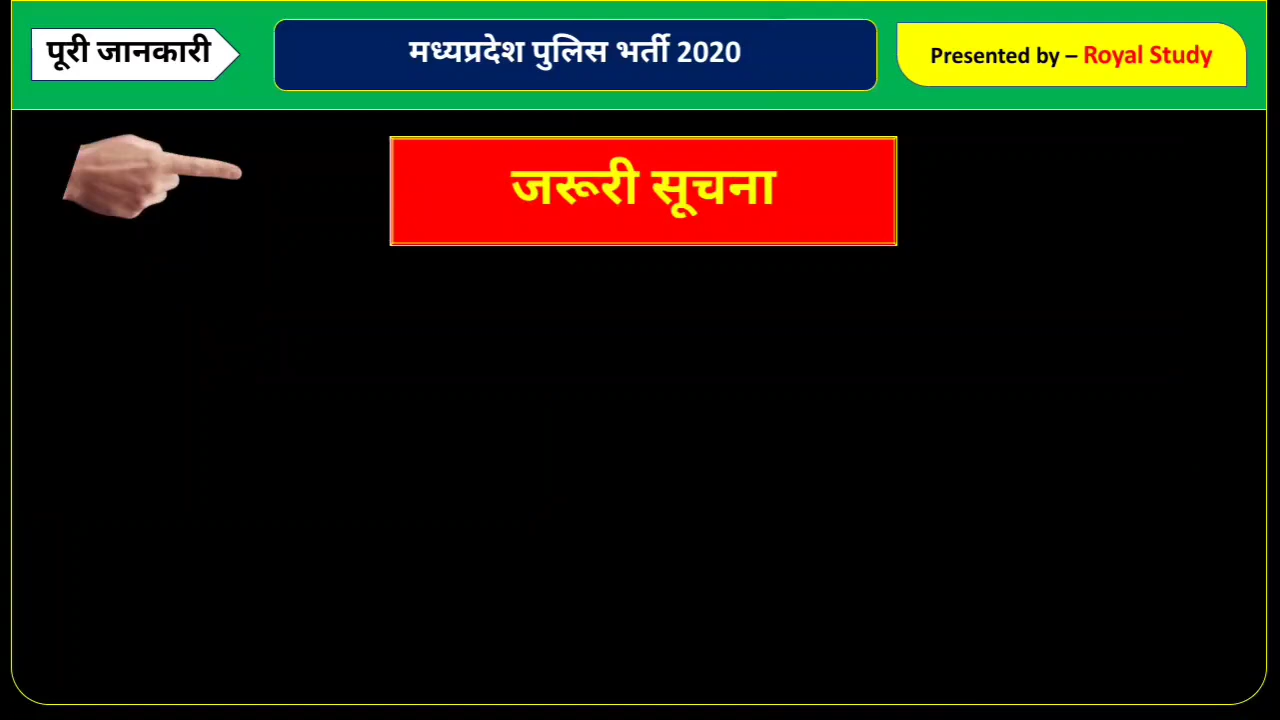 पूरी जानकारी
मध्यप्रदेश पुलिस भर्ती 2020
Presented by – Royal Study
जरूरी सूचना